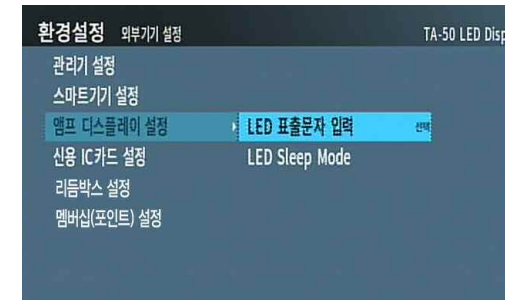 환경설정 외부기기 설정 TA-50 LED Disp
관리기 설정
스마트기기 설정
앰프 디스플레이 설정 LED 표출문자 입력 선택
신용 IC카드 설정 LED Sleep Mode
리듬박스 설정
멤버십(포인트) 설정